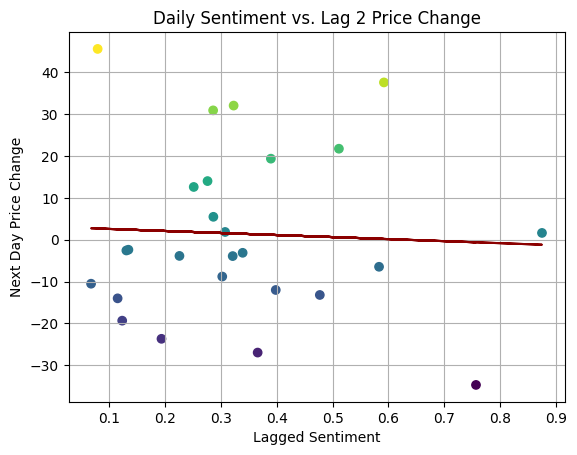 Daily Sentiment vs. Lag 2 Price Change
Next Day Price Change
40
30
20
10
0
−10
−20
−30
0.1 0.2 0.3 0.4 0.5 0.6 0.7 0.8 0.9
Lagged Sentiment